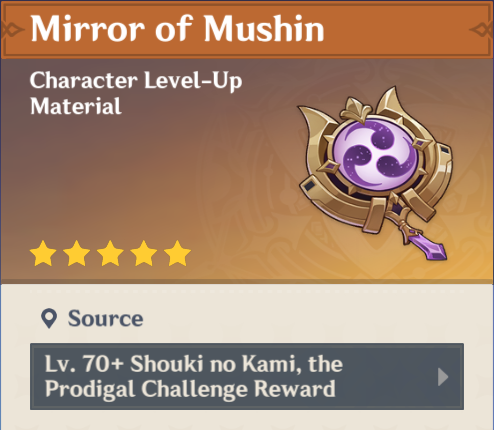 Mirror of Mushin
Character Level-Up
Material
Source
Lv. 70+ Shouki no Kami, the
Prodigal Challenge Reward